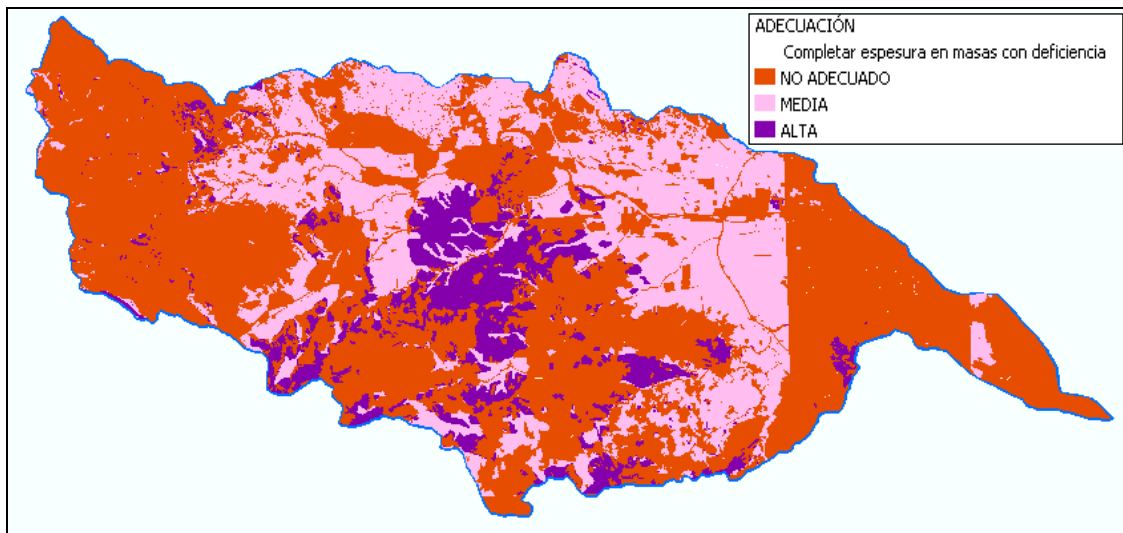 ADECUACIÓN
Completar espesura en masas con deficiencia
NO ADECUADO
MEDIA
ALTA